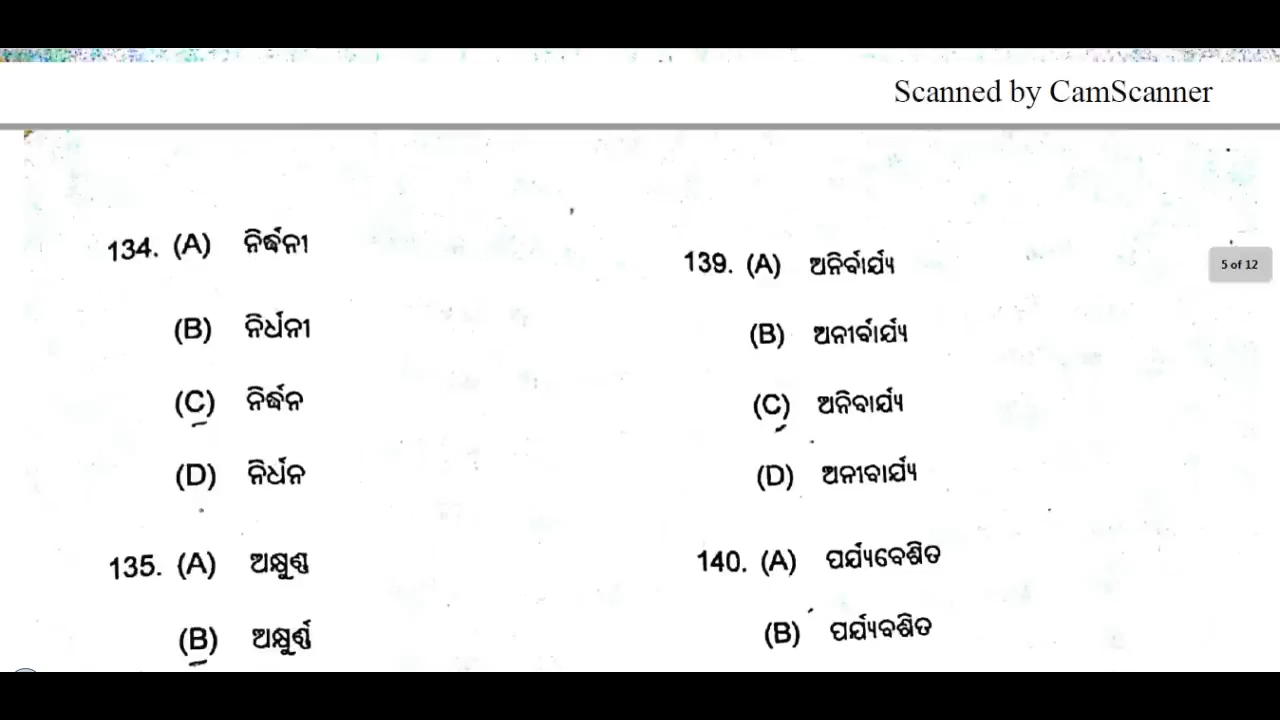 Scanned by CamScanner
5 of 12
134. (A) ନିର୍ଦ୍ଧନୀ
(B) ନିର୍ଧନୀ
(C) ନିର୍ଦ୍ଧନ
(D) ନିର୍ଧନ
135. (A) ଅକ୍ଷୁଣ୍ଣ
(B) ଅକ୍ଷୁର୍ଣ୍ଣ
139. (A) ଅନିର୍ବାର୍ଯ୍ୟ
(B) ଅନୀର୍ବାର୍ଯ୍ୟ
(C) ଅନିବାର୍ଯ୍ୟ
(D) ଅନୀବାର୍ଯ୍ୟ
140. (A) ପର୍ଯ୍ୟବେଶିତ
(B) ପର୍ଯ୍ୟବଶିତ